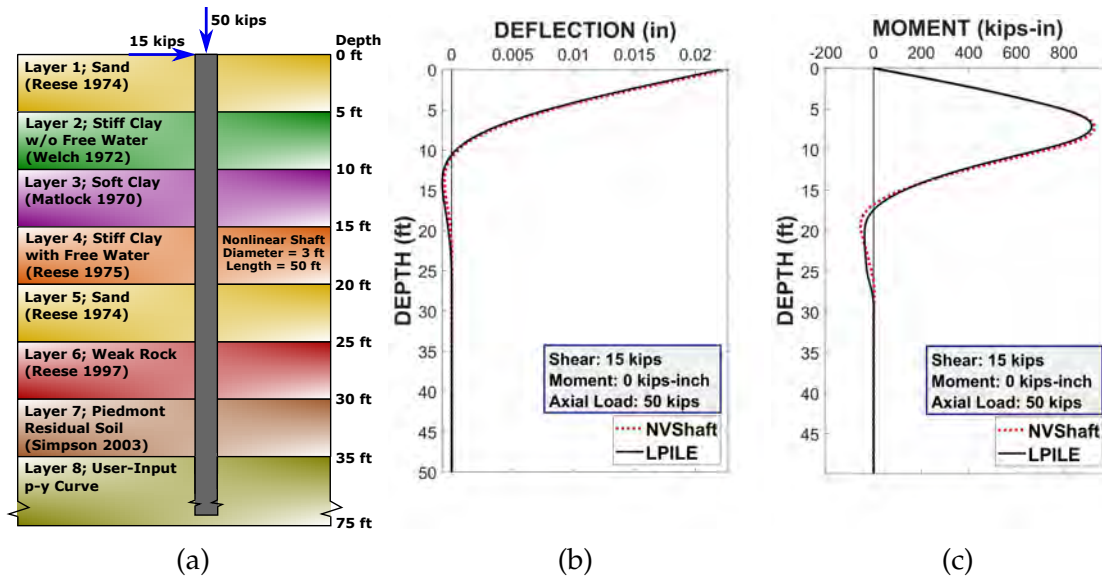 50 kips
15 kips
Depth
0 ft
Layer 1; Sand
(Reese 1974)
5 ft
Layer 2; Stiff Clay
w/o Free Water
(Welch 1972)
10 ft
Layer 3; Soft Clay
(Matlock 1970)
15 ft
Layer 4; Stiff Clay
with Free Water
(Reese 1975)
Nonlinear Shaft
Diameter = 3 ft
Length = 50 ft
20 ft
Layer 5; Sand
(Reese 1974)
25 ft
Layer 6; Weak Rock
(Reese 1997)
30 ft
Layer 7; Piedmont
Residual Soil
(Simpson 2003)
35 ft
Layer 8; User-Input
p-y Curve
75 ft
(a)
DEFLECTION (in)
0 0.005 0.01 0.015 0.02
DEPTH (ft)
0
5
10
15
20
25
30
35
40
45
50
Shear: 15 kips
Moment: 0 kips-inch
Axial Load: 50 kips
NVShaft
LPILE
(b)
MOMENT (kips-in)
-200 0 200 400 600 800
DEPTH (ft)
0
5
10
15
20
25
30
35
40
45
Shear: 15 kips
Moment: 0 kips-inch
Axial Load: 50 kips
NVShaft
LPILE
(c)